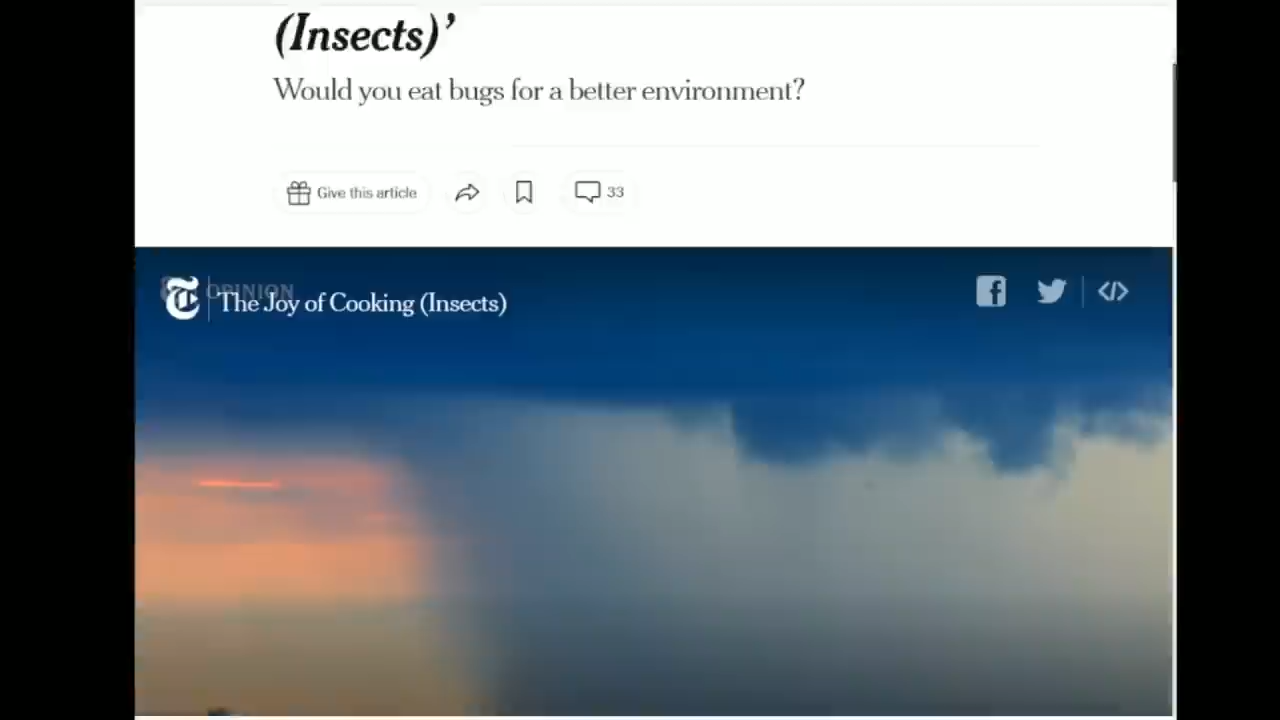 (Insects)’
Would you eat bugs for a better environment?
Give this article
33
OPINION
The Joy of Cooking (Insects)